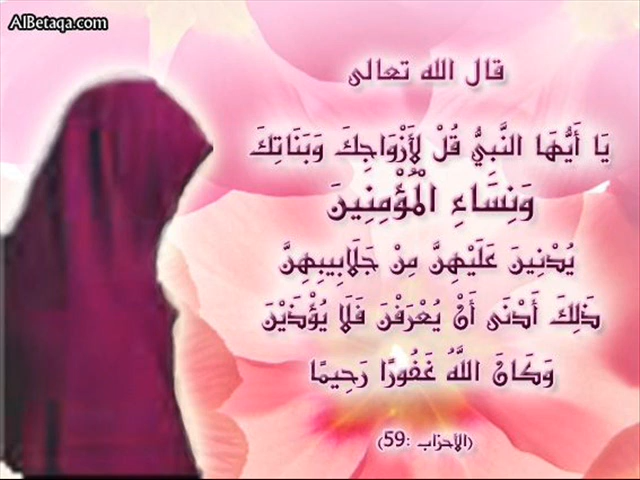 AlBetaqa.com
قال الله تعالى
يَا أَيُّهَا النَّبِيُّ قُلْ لِأَزْوَاجِكَ وَبَنَاتِكَ
وَنِسَاءِ الْمُؤْمِنِينَ
يُدْنِينَ عَلَيْهِنَّ مِنْ جَلَابِيبِهِنَّ
ذَلِكَ أَدْنَى أَنْ يُعْرَفْنَ فَلَا يُؤْذَيْنَ
وَكَانَ اللَّهُ غَفُورًا رَحِيمًا
(الأحزاب :59)